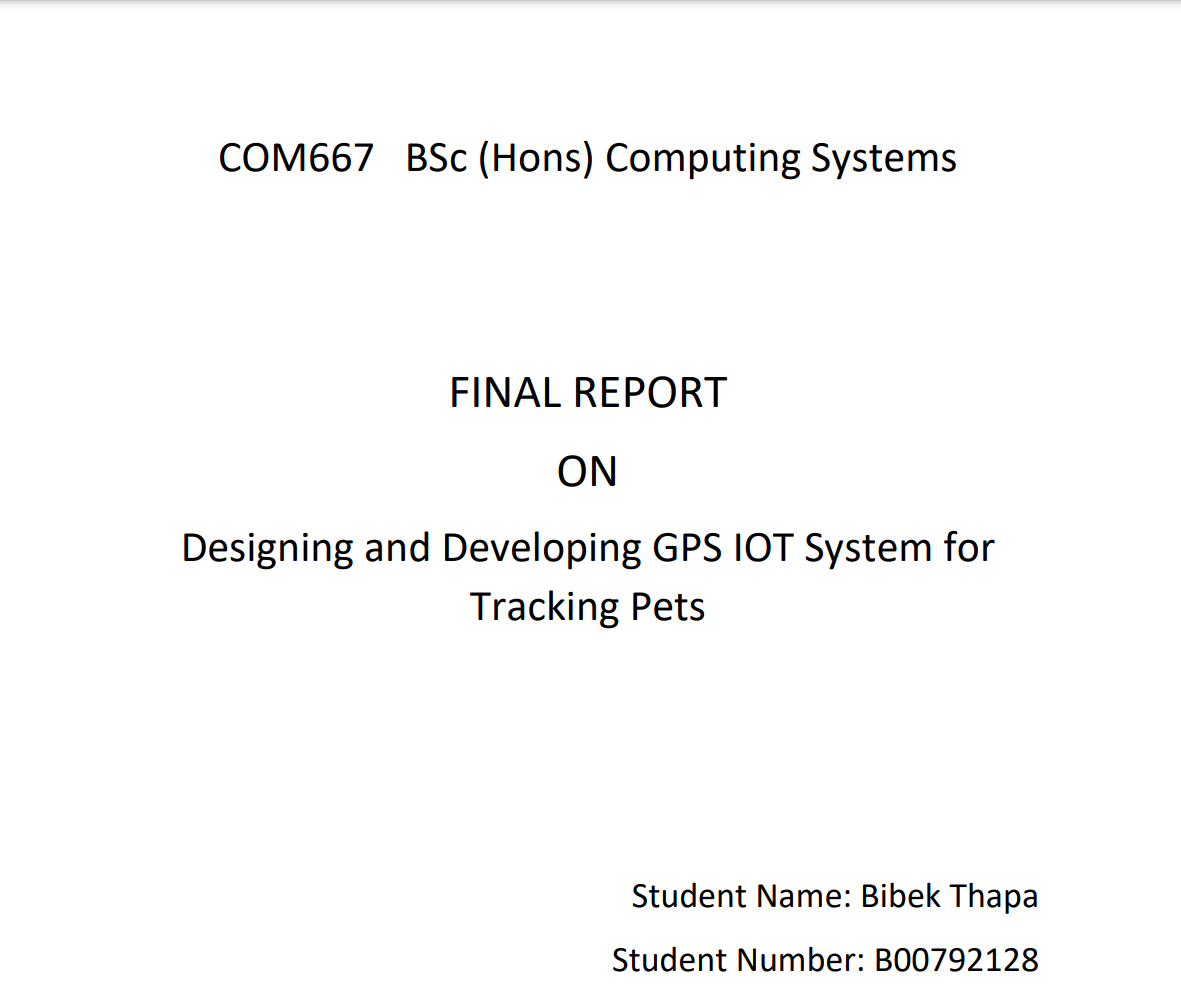 COM667 BSc (Hons) Computing Systems
FINAL REPORT
ON
Designing and Developing GPS IOT System for
Tracking Pets
Student Name: Bibek Thapa
Student Number: B00792128